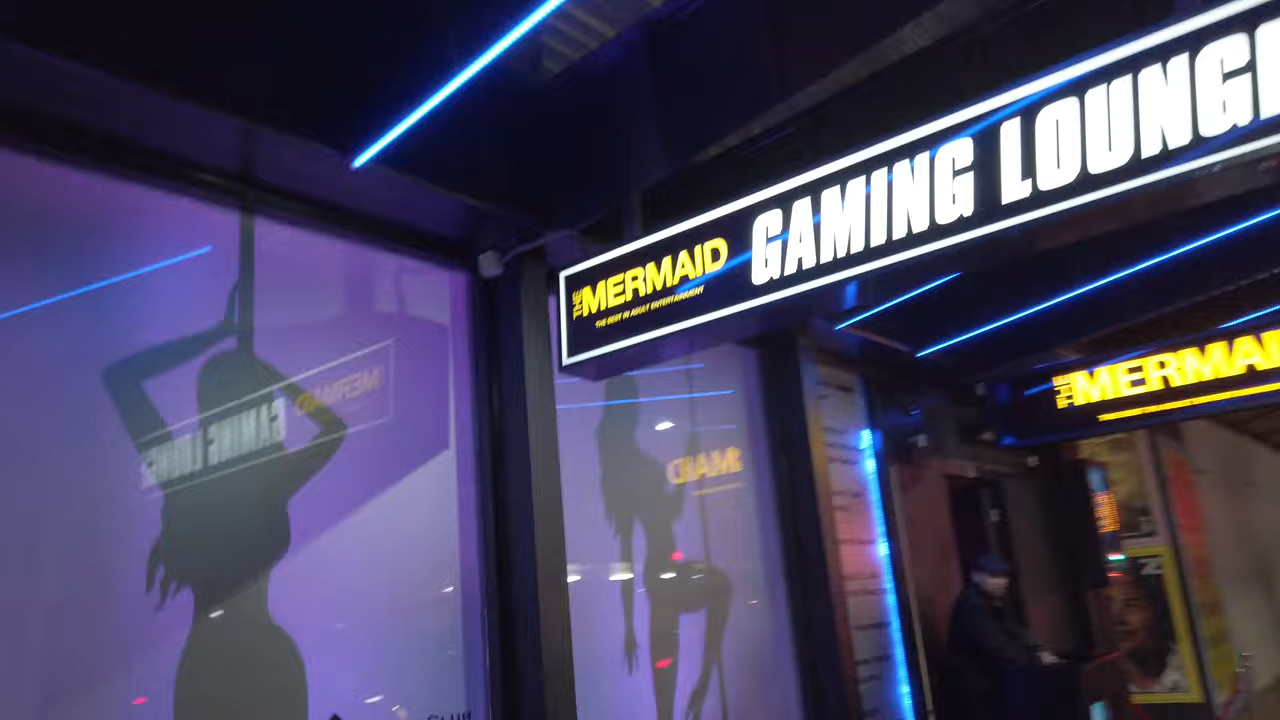 THE MERMAID
THE BEST IN ADULT ENTERTAINMENT
GAMING LOUNGE
THE MERMAID